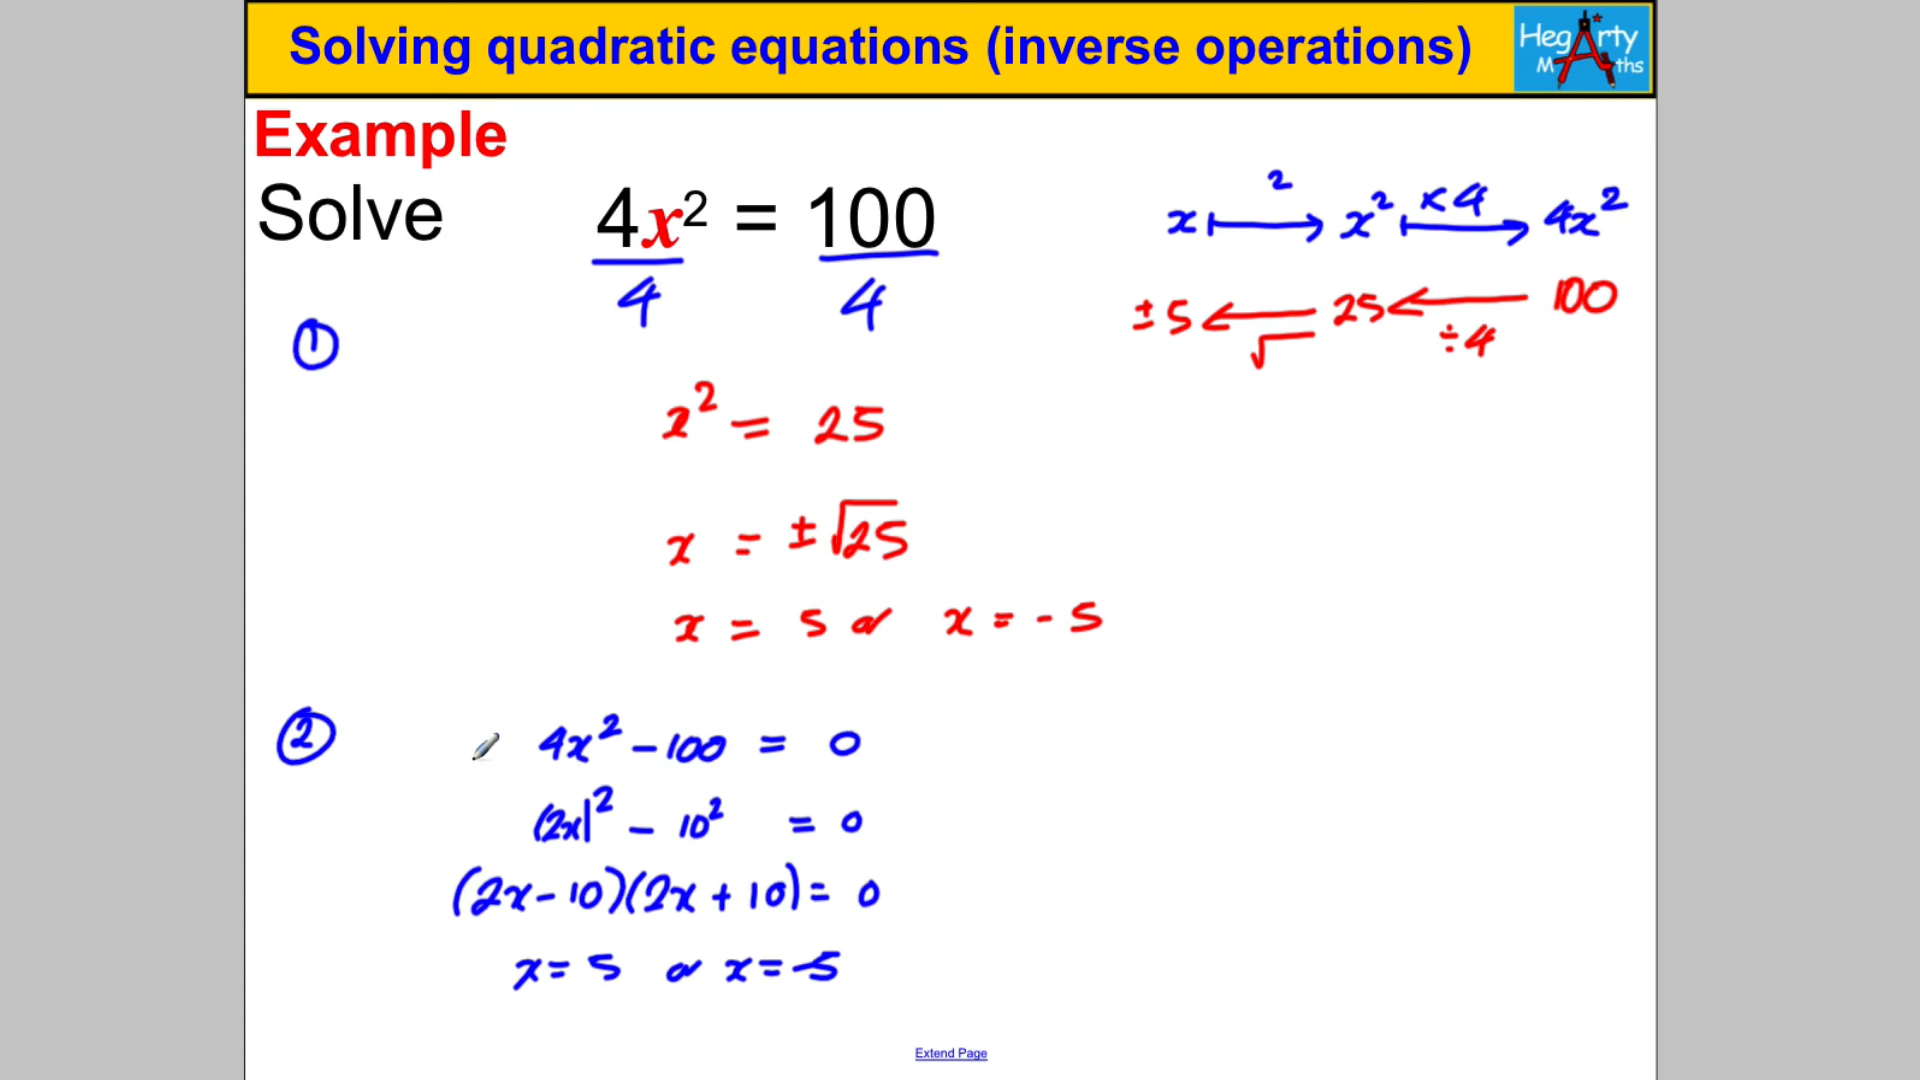 Solving quadratic equations (inverse operations)
HegArty
Maths
Example
Solve 4x² = 100
4 4
x ↦ x² ↦ 4x²
2 ×4
±5 ← 25 ← 100
√ ÷4
①
x² = 25
x = ±√25
x = 5 or x = -5
②
4x² - 100 = 0
(2x)² - 10² = 0
(2x - 10)(2x + 10) = 0
x = 5 or x = -5
Extend Page